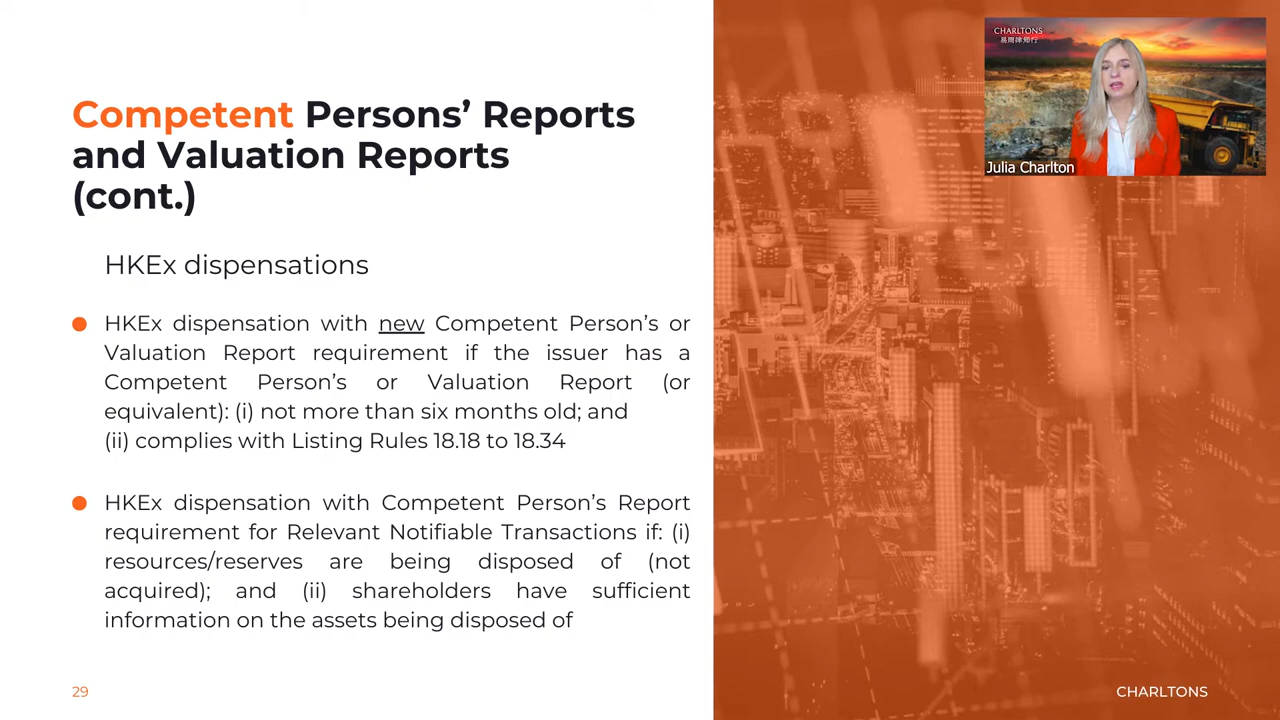 Competent Persons' Reports
and Valuation Reports
(cont.)
HKEx dispensations
HKEx dispensation with new Competent Person's or
Valuation Report requirement if the issuer has a
Competent Person's or Valuation Report (or
equivalent): (i) not more than six months old; and
(ii) complies with Listing Rules 18.18 to 18.34
HKEx dispensation with Competent Person's Report
requirement for Relevant Notifiable Transactions if: (i)
resources/reserves are being disposed of (not
acquired); and (ii) shareholders have sufficient
information on the assets being disposed of
29
CHARLTONS
易周律师行
Julia Charlton
CHARLTONS